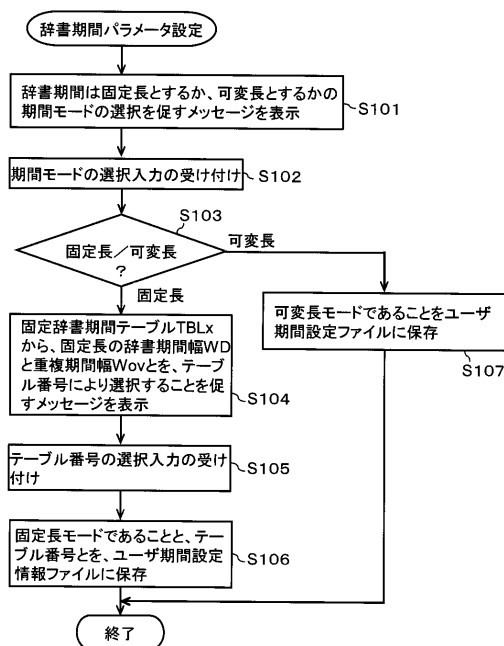 辞書期間パラメータ設定
辞書期間は固定長とするか、可変長とするかの
期間モードの選択を促すメッセージを表示
S101
期間モードの選択入力の受け付け
S102
S103
固定長／可変長
?
可変長
固定長
固定辞書期間テーブルTBLx
から、固定長の辞書期間幅WD
と重複期間幅Wovとを、テー
ブル番号により選択することを促
すメッセージを表示
S104
可変長モードであることをユーザ
期間設定ファイルに保存
S107
テーブル番号の選択入力の受け
付け
S105
固定長モードであることと、テー
ブル番号とを、ユーザ期間設定
情報ファイルに保存
S106
終了